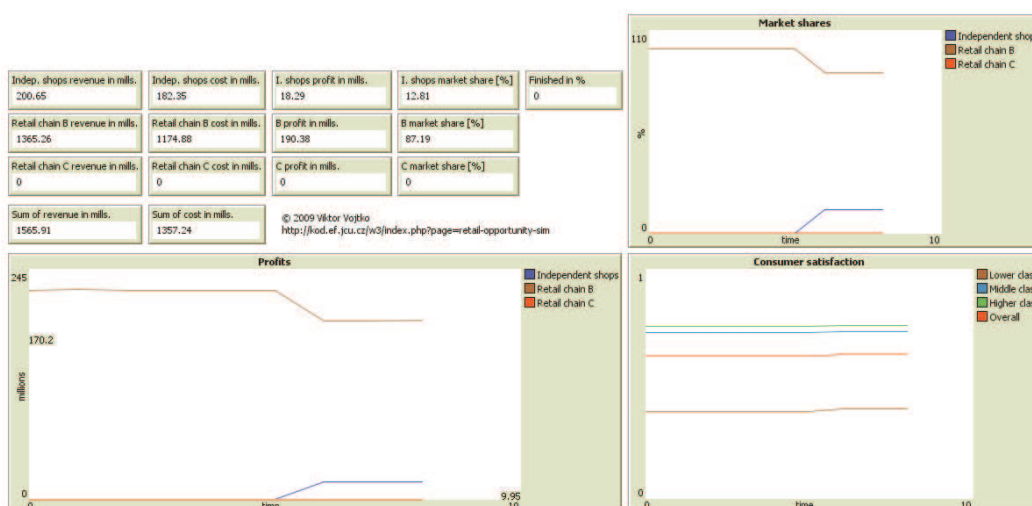 Market shares
110
%
0
0
time
10
Independent shop
Retail chain B
Retail chain C
Indep. shops revenue in mills.
200.65
Indep. shops cost in mills.
182.35
I. shops profit in mills.
18.29
I. shops market share [%]
12.81
Finished in %
0
Retail chain B revenue in mills.
1365.26
Retail chain B cost in mills.
1174.88
B profit in mills.
190.38
B market share [%]
87.19
Retail chain C revenue in mills.
0
Retail chain C cost in mills.
0
C profit in mills.
0
C market share [%]
0
Sum of revenue in mills.
1565.91
Sum of cost in mills.
1357.24
© 2009 Viktor Vojtko
http://kod.ef.jcu.cz/w3/index.php?page=retail-opportunity-sim
Profits
245
170.2
millions
0
0
time
9.95
10
Independent shops
Retail chain B
Retail chain C
Consumer satisfaction
1
0
0
time
10
Lower clas
Middle clas
Higher clas
Overall